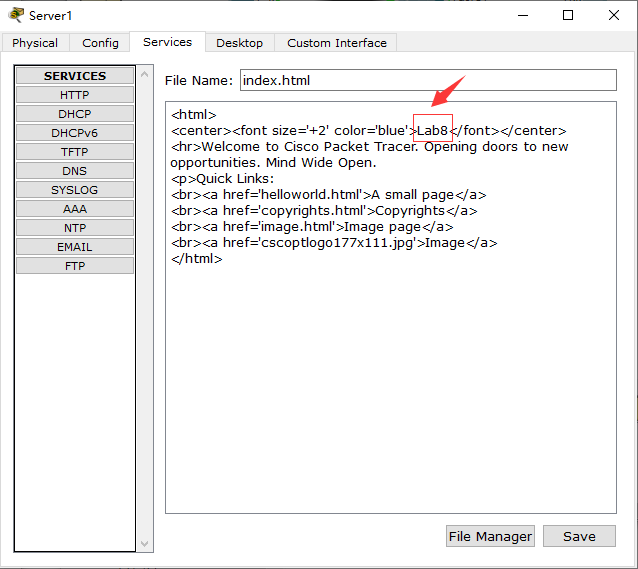 Server1
Physical Config Services Desktop Custom Interface
SERVICES
HTTP
DHCP
DHCPv6
TFTP
DNS
SYSLOG
AAA
NTP
EMAIL
FTP
File Name: index.html
<html>
<center><font size='+2' color='blue'>Lab8</font></center>
<hr>Welcome to Cisco Packet Tracer. Opening doors to new
opportunities. Mind Wide Open.
<p>Quick Links:
<br><a href='helloworld.html'>A small page</a>
<br><a href='copyrights.html'>Copyrights</a>
<br><a href='image.html'>Image page</a>
<br><a href='cscoptlogo177x111.jpg'>Image</a>
</html>
File Manager Save